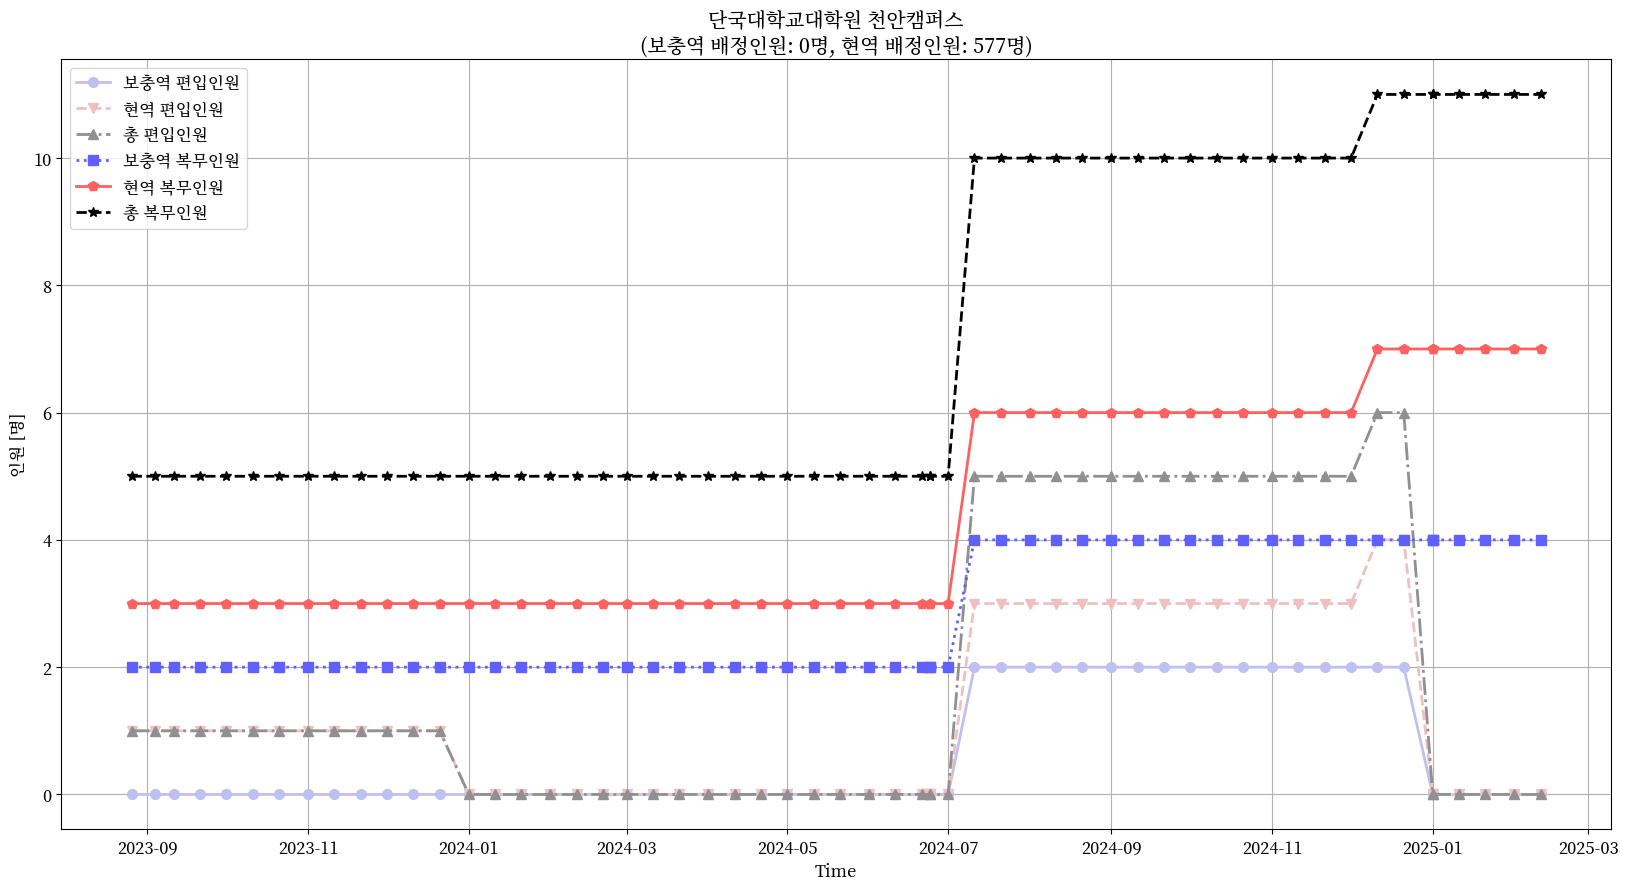 단국대학교대학원 천안캠퍼스
(보충역 배정인원: 0명, 현역 배정인원: 577명)
보충역 편입인원
현역 편입인원
총 편입인원
보충역 복무인원
현역 복무인원
총 복무인원
인원 [명]
10
8
6
4
2
0
2023-09
2023-11
2024-01
2024-03
2024-05
2024-07
2024-09
2024-11
2025-01
2025-03
Time